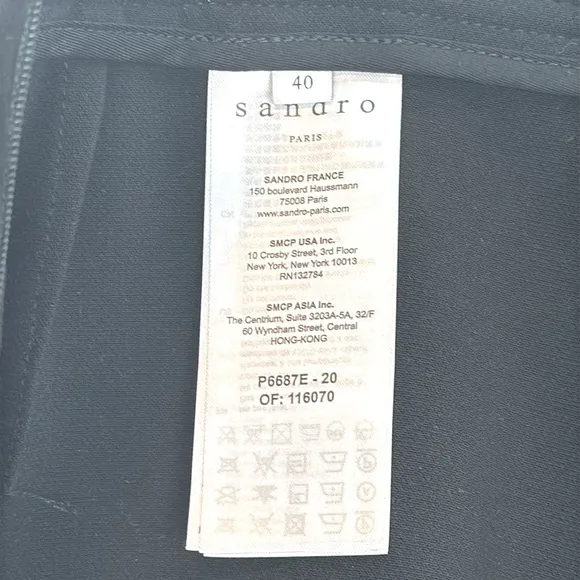 40
sandro
PARIS
SANDRO FRANCE
150 boulevard Haussmann
75008 Paris
www.sandro-paris.com
SMCP USA Inc.
10 Crosby Street, 3rd Floor
New York, New York 10013
RN132784
SMCP ASIA Inc.
The Centrium, Suite 3203A-5A, 32/F
60 Wyndham Street, Central
HONG-KONG
P6687E - 20
OF: 116070